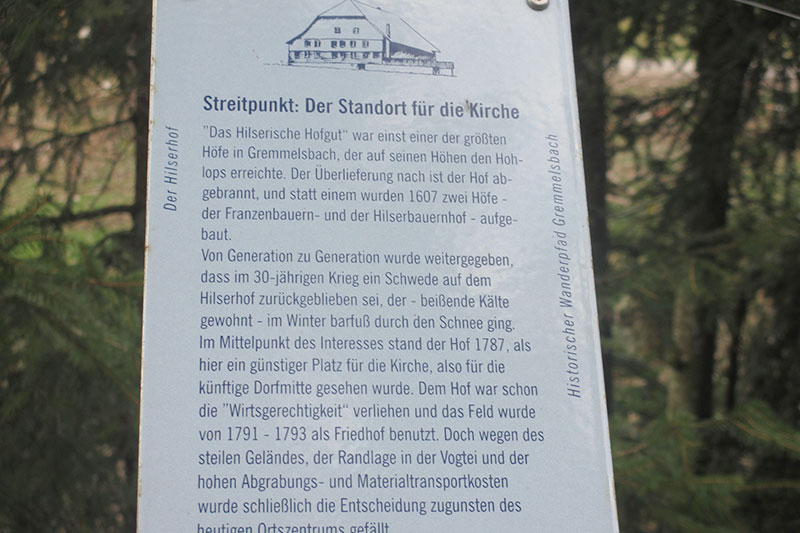 Streitpunkt: Der Standort für die Kirche
"Das Hilserische Hofgut" war einst einer der größten
Höfe in Gremmelsbach, der auf seinen Höhen den Hoh-
lops erreichte. Der Überlieferung nach ist der Hof ab-
gebrannt, und statt einem wurden 1607 zwei Höfe -
der Franzenbauern- und der Hilserbauernhof - aufge-
baut.
Von Generation zu Generation wurde weitergegeben,
dass im 30-jährigen Krieg ein Schwede auf dem
Hilserhof zurückgeblieben sei, der - beißende Kälte
gewohnt - im Winter barfuß durch den Schnee ging.
Im Mittelpunkt des Interesses stand der Hof 1787, als
hier ein günstiger Platz für die Kirche, also für die
künftige Dorfmitte gesehen wurde. Dem Hof war schon
die "Wirtsgerechtigkeit" verliehen und das Feld wurde
von 1791 - 1793 als Friedhof benutzt. Doch wegen des
steilen Geländes, der Randlage in der Vogtei und der
hohen Abgrabungs- und Materialtransportkosten
wurde schließlich die Entscheidung zugunsten des
heutigen Ortszentrums gefällt.
Der Hilserhof
Historischer Wanderpfad Gremmelsbach